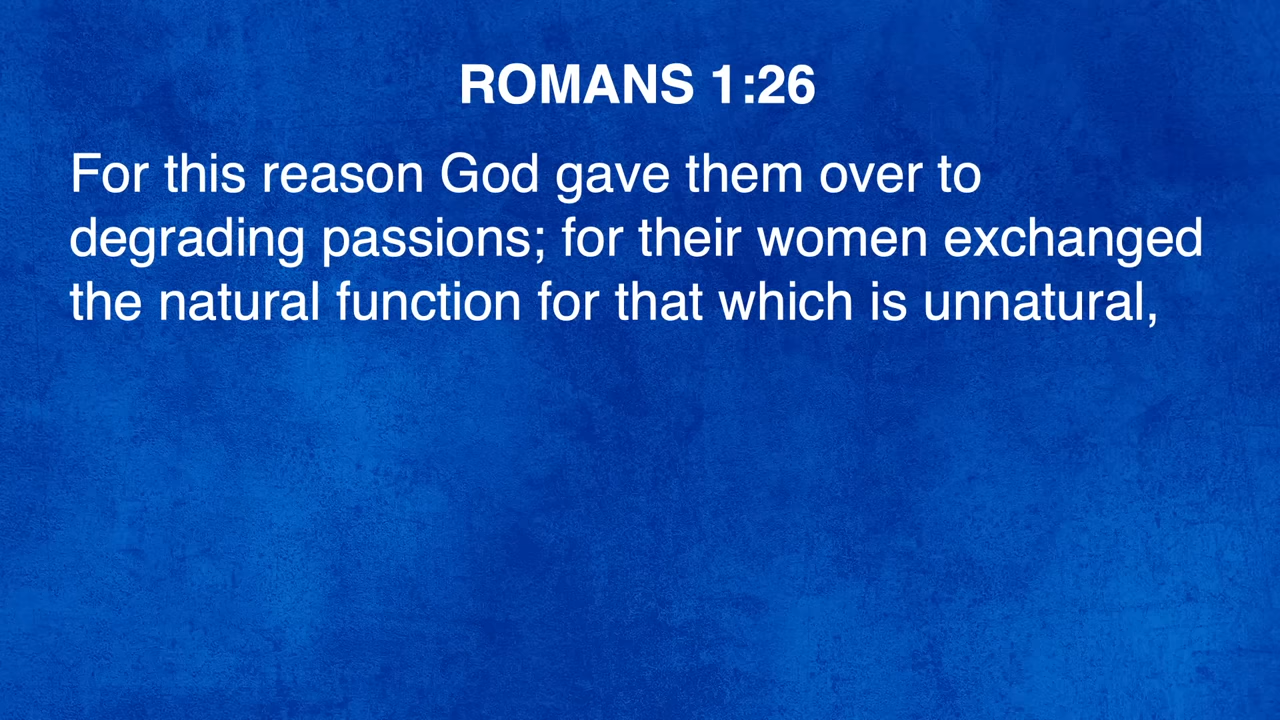 ROMANS 1:26
For this reason God gave them over to
degrading passions; for their women exchanged
the natural function for that which is unnatural,